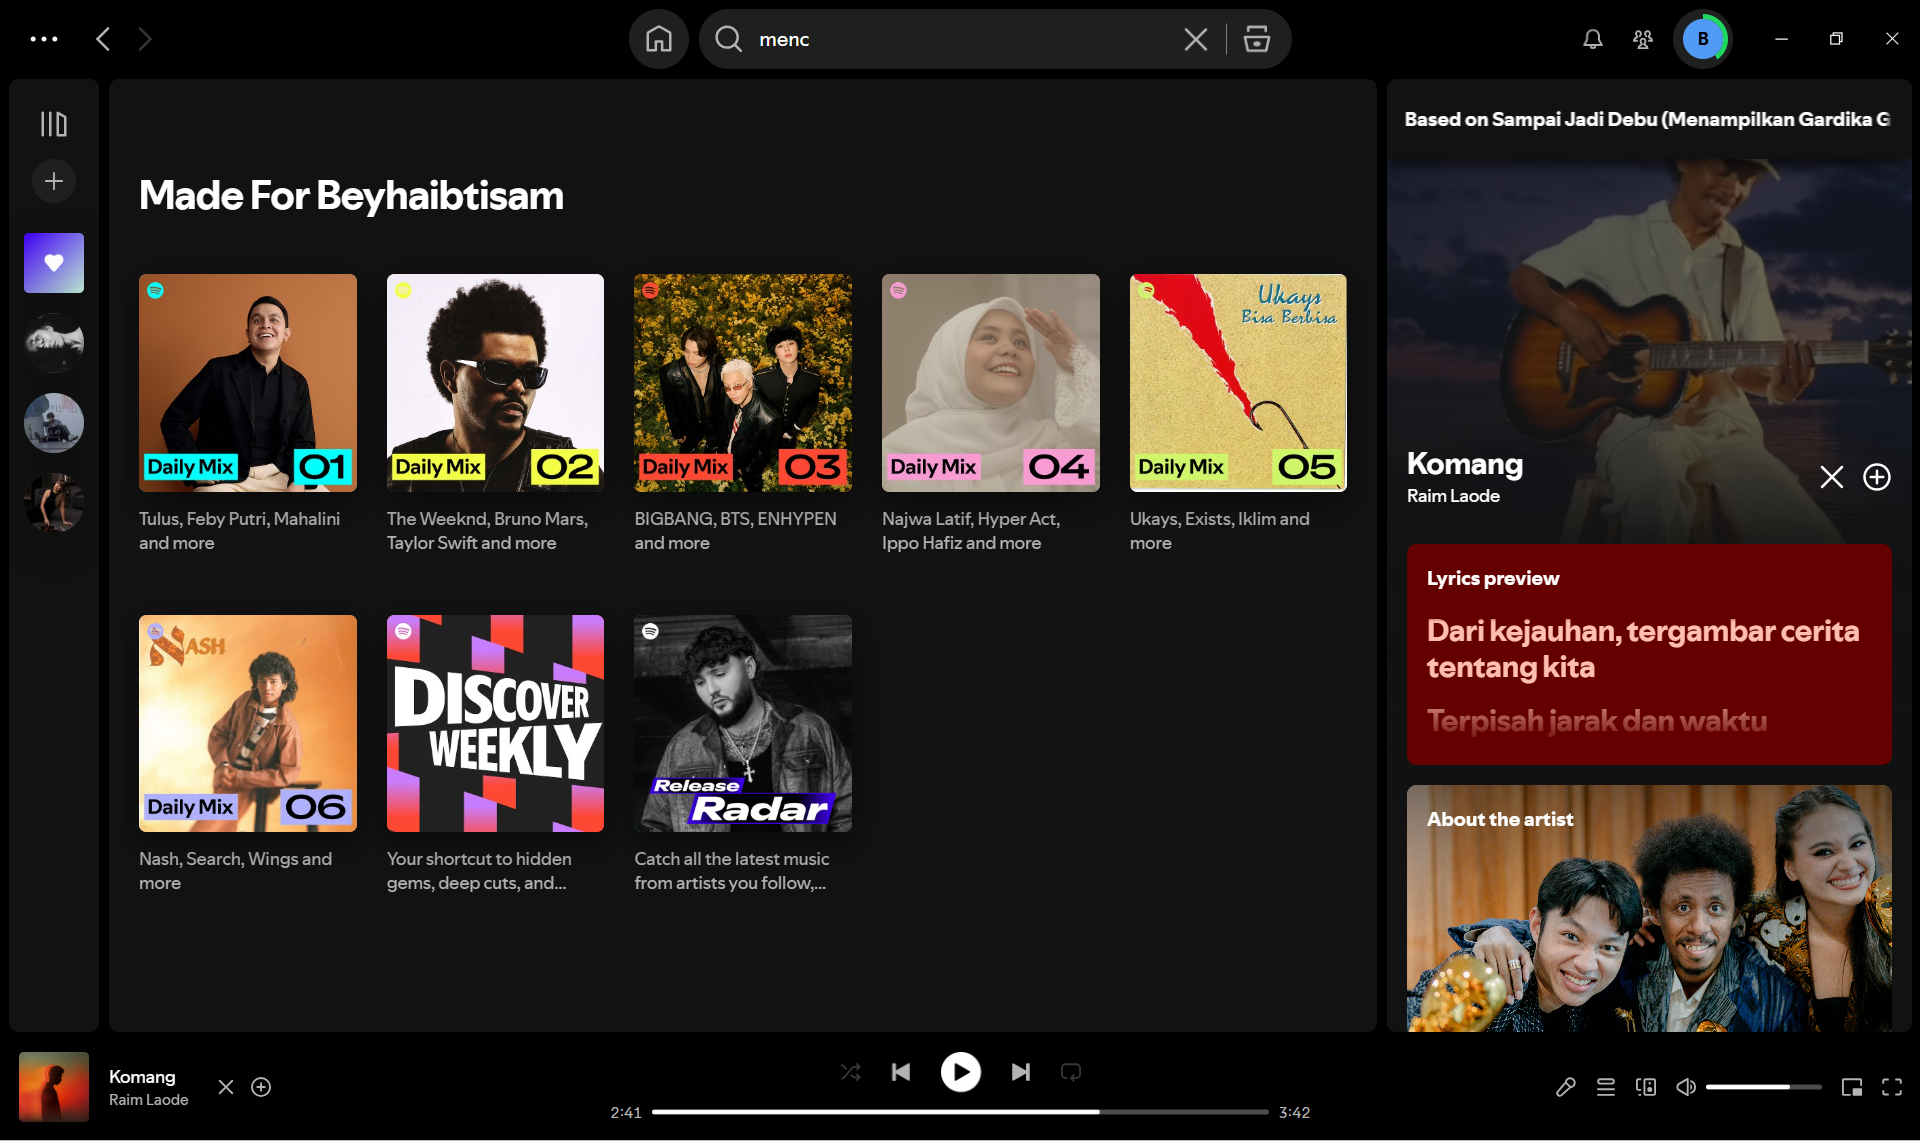 menc
B
Made For Beyhaibtisam
Daily Mix 01
Tulus, Feby Putri, Mahalini
and more
Daily Mix 02
The Weeknd, Bruno Mars,
Taylor Swift and more
Daily Mix 03
BIGBANG, BTS, ENHYPEN
and more
Daily Mix 04
Najwa Latif, Hyper Act,
Ippo Hafiz and more
Ukays
Bisa Berbisa
Daily Mix 05
Ukays, Exists, Iklim and
more
NASH
Daily Mix 06
Nash, Search, Wings and
more
DISCOVER
WEEKLY
Your shortcut to hidden
gems, deep cuts, and...
Release
Radar
Catch all the latest music
from artists you follow,...
Based on Sampai Jadi Debu (Menampilkan Gardika G
Komang
Raim Laode
Lyrics preview
Dari kejauhan, tergambar cerita
tentang kita
Terpisah jarak dan waktu
About the artist
Komang
Raim Laode
2:41
3:42